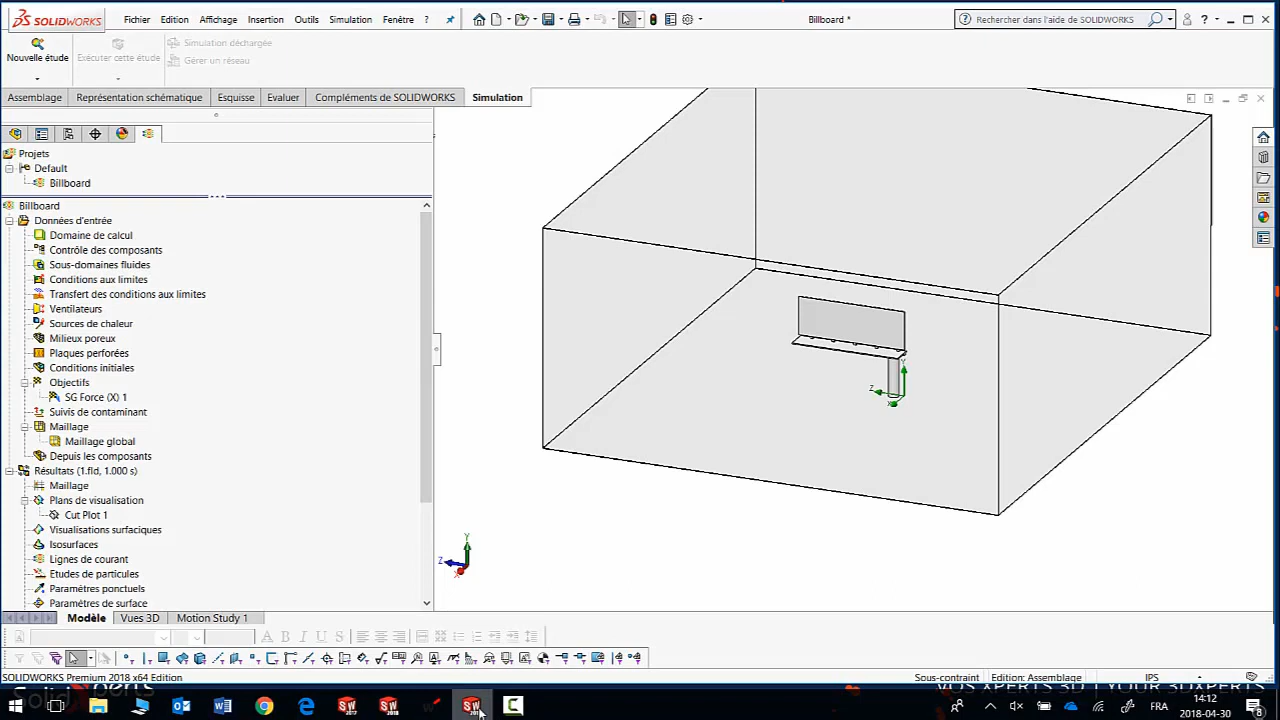 SOLIDWORKS Fichier Edition Affichage Insertion Outils Simulation Fenêtre ? Billboard * Rechercher dans l'aide de SOLIDWORKS ?
Nouvelle étude
Exécuter cette étude
Simulation déchargée
Gérer un réseau
Assemblage Représentation schématique Esquisse Evaluer Compléments de SOLIDWORKS Simulation
Projets
Default
Billboard
Billboard
Données d'entrée
Domaine de calcul
Contrôle des composants
Sous-domaines fluides
Conditions aux limites
Transfert des conditions aux limites
Ventilateurs
Sources de chaleur
Milieux poreux
Plaques perforées
Conditions initiales
Objectifs
SG Force (X) 1
Suivis de contaminant
Maillage
Maillage global
Depuis les composants
Résultats (1.fld, 1.000 s)
Maillage
Plans de visualisation
Cut Plot 1
Visualisations surfaciques
Isosurfaces
Lignes de courant
Etudes de particules
Paramètres ponctuels
Paramètres de surface
Y
Z
X
Y
Z
X
Modèle Vues 3D Motion Study 1
A B I U S
SOLIDWORKS Premium 2018 x64 Edition Sous-contraint Edition: Assemblage IPS
SolidXperts VOS XPERTS 3D
FRA
14:12
2018-04-30
8